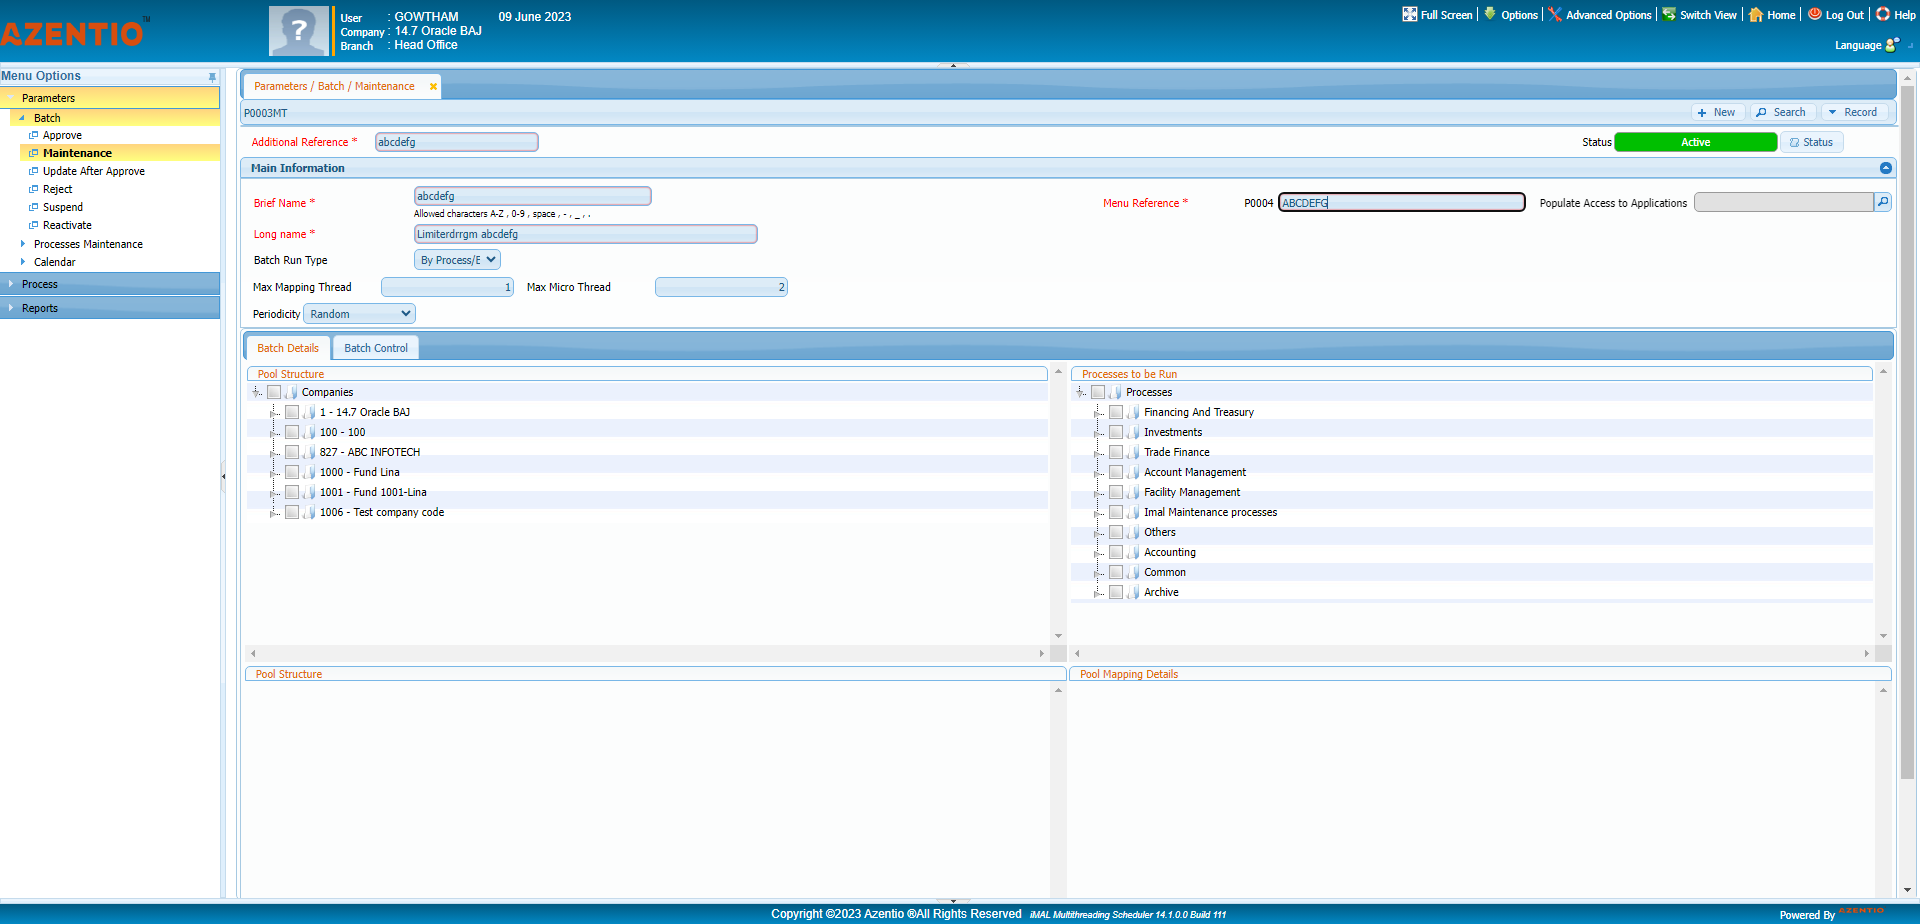 AZENTIO™
User : GOWTHAM 09 June 2023
Company : 14.7 Oracle BAJ
Branch : Head Office
Full Screen Options Advanced Options Switch View Home Log Out Help
Language
Menu Options
Parameters
Batch
Approve
Maintenance
Update After Approve
Reject
Suspend
Reactivate
Processes Maintenance
Calendar
Process
Reports
Parameters / Batch / Maintenance
P0003MT
New Search Record
Additional Reference * abcdefg
Status Active Status
Main Information
Brief Name * abcdefg
Allowed characters A-Z , 0-9 , space , - , _ , .
Menu Reference * P0004 ABCDEFG Populate Access to Applications
Long name * Limiterdrrgm abcdefg
Batch Run Type By Process/E
Max Mapping Thread 1 Max Micro Thread 2
Periodicity Random
Batch Details Batch Control
Pool Structure
Companies
1 - 14.7 Oracle BAJ
100 - 100
827 - ABC INFOTECH
1000 - Fund Lina
1001 - Fund 1001-Lina
1006 - Test company code
Processes to be Run
Processes
Financing And Treasury
Investments
Trade Finance
Account Management
Facility Management
Imal Maintenance processes
Others
Accounting
Common
Archive
Pool Structure
Pool Mapping Details
Copyright ©2023 Azentio ®All Rights Reserved iMAL Multithreading Scheduler 14.1.0.0 Build 111
Powered By AZENTIO